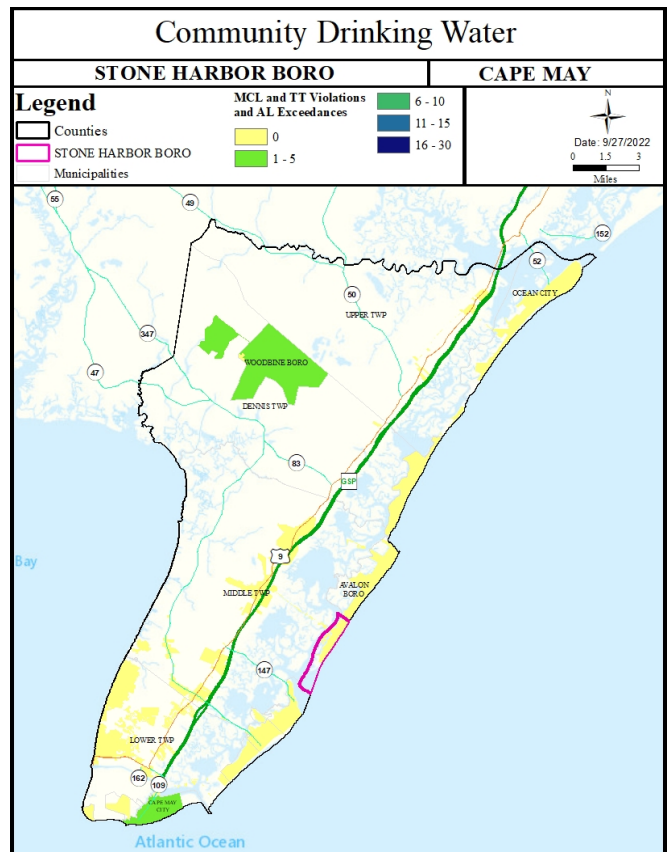 Community Drinking Water
STONE HARBOR BORO
CAPE MAY
Legend
Counties
STONE HARBOR BORO
Municipalities
MCL and TT Violations
and AL Exceedances
0
1 - 5
6 - 10
11 - 15
16 - 30
N
Date: 9/27/2022
0 1.5 3
Miles
55
49
152
52
OCEAN CITY
50
UPPER TWP
347
47
WOODBINE BORO
DENNIS TWP
83
GSP
9
Bay
MIDDLE TWP
AVALON
BORO
147
LOWER TWP
162
109
CAPE MAY
CITY
Atlantic Ocean